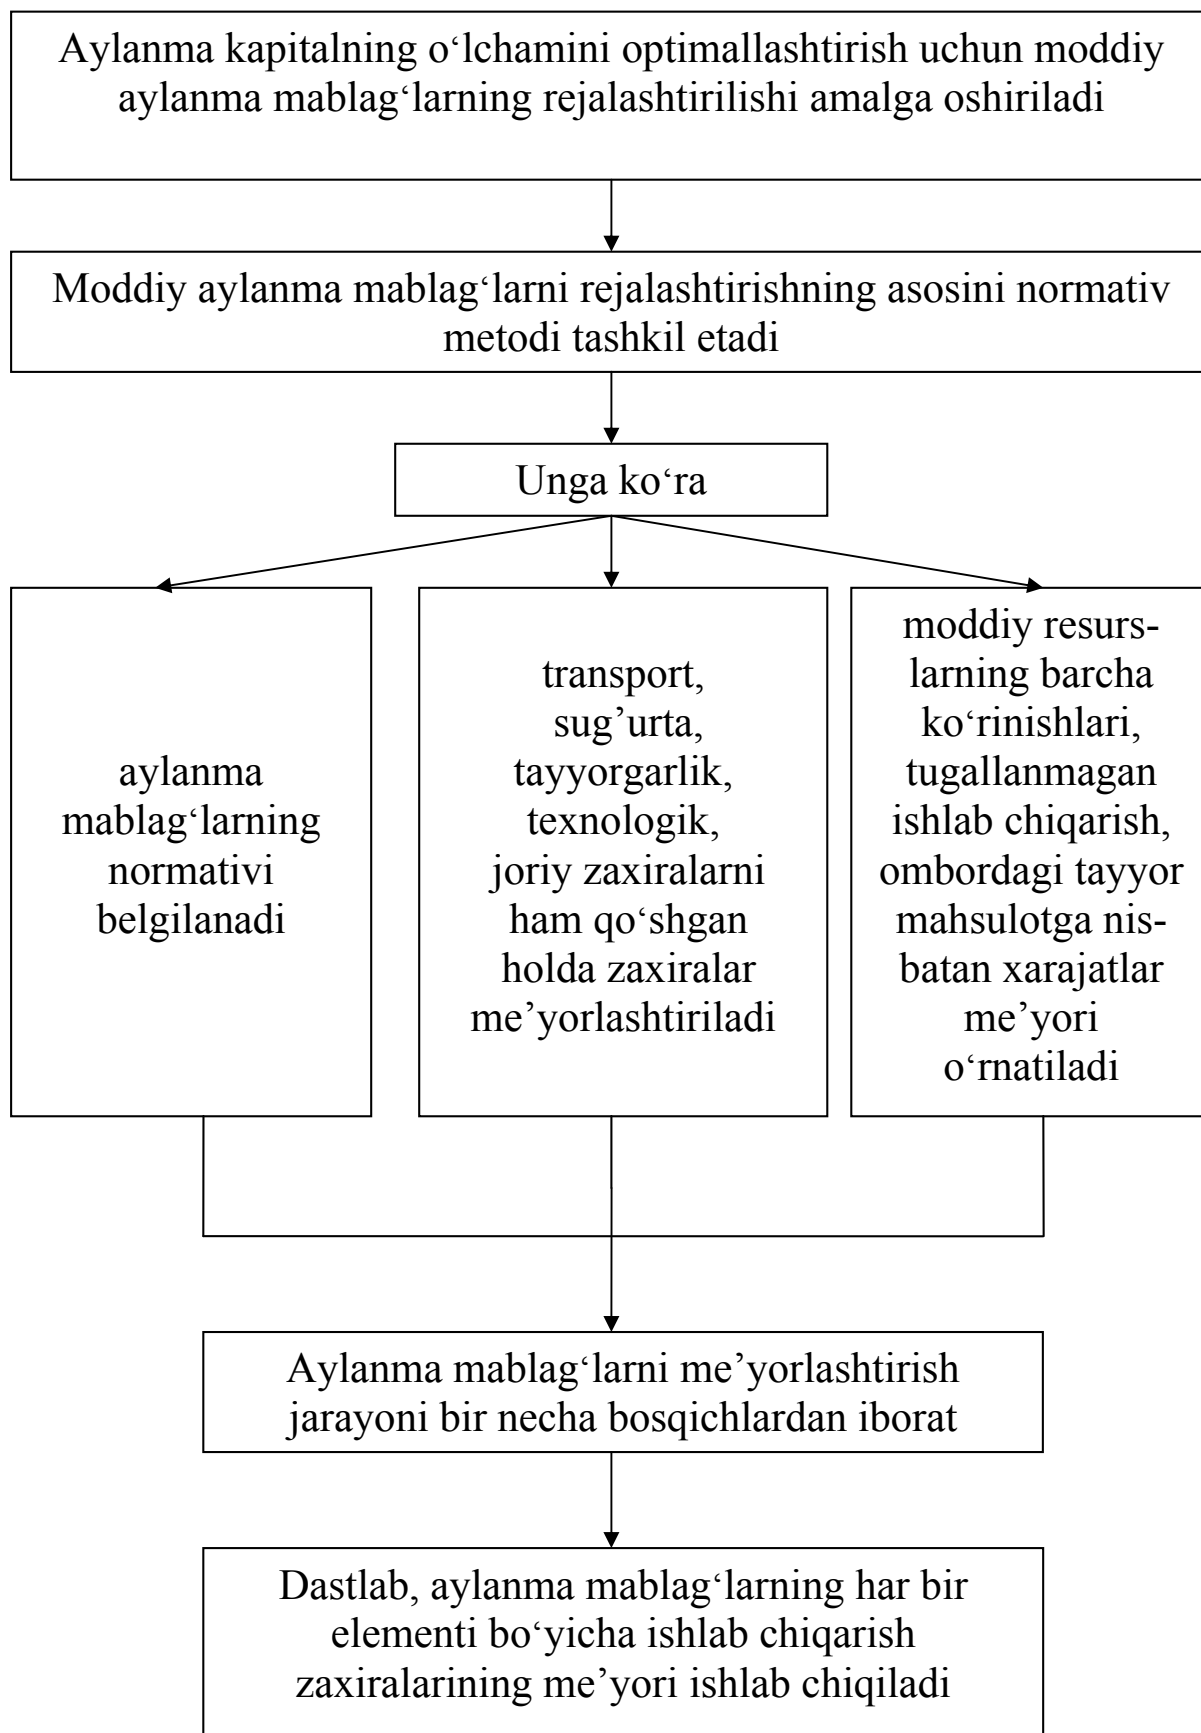 Aylanma kapitalning o‘lchamini optimallashtirish uchun moddiy
aylanma mablag‘larning rejalashtirilishi amalga oshiriladi
Moddiy aylanma mablag‘larni rejalashtirishning asosini normativ
metodi tashkil etadi
Unga ko‘ra
aylanma
mablag‘larning
normativi
belgilanadi
transport,
sug’urta,
tayyorgarlik,
texnologik,
joriy zaxiralarni
ham qo‘shgan
holda zaxiralar
me’yorlashtiriladi
moddiy resurs-
larning barcha
ko‘rinishlari,
tugallanmagan
ishlab chiqarish,
ombordagi tayyor
mahsulotga nis-
batan xarajatlar
me’yori
o‘rnatiladi
Aylanma mablag‘larni me’yorlashtirish
jarayoni bir necha bosqichlardan iborat
Dastlab, aylanma mablag‘larning har bir
elementi bo‘yicha ishlab chiqarish
zaxiralarining me’yori ishlab chiqiladi